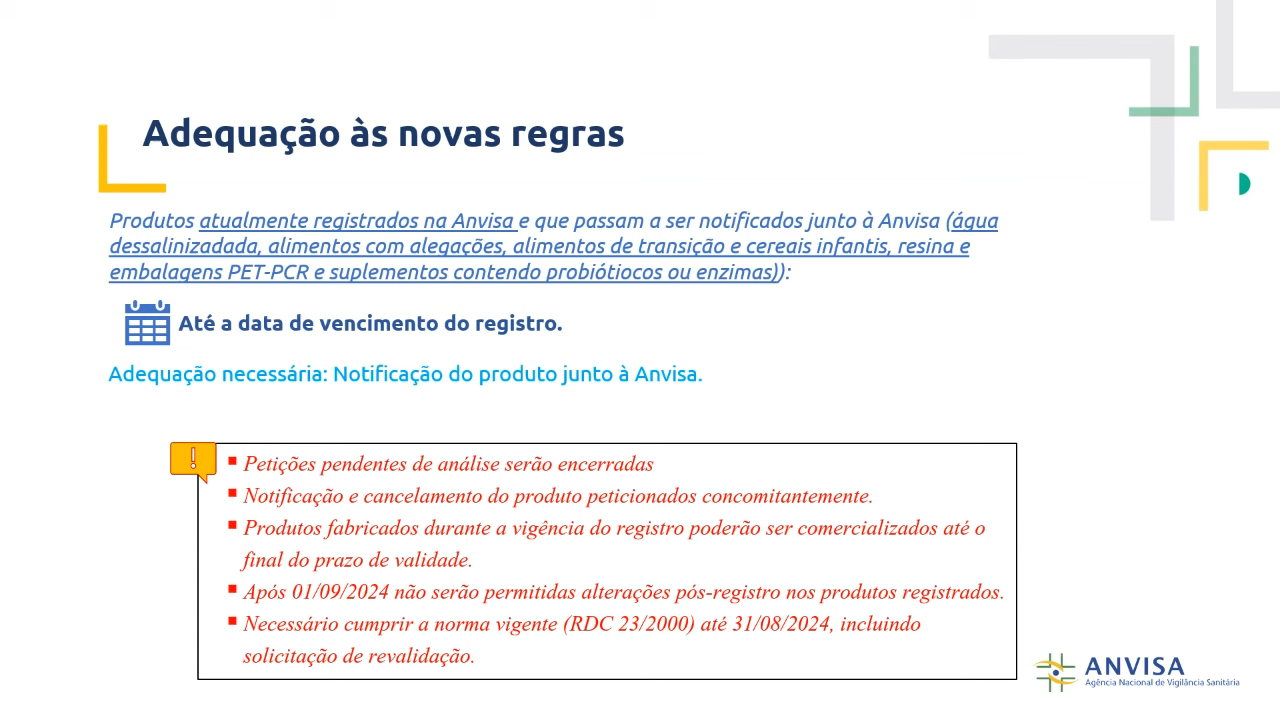 Adequação às novas regras
Produtos atualmente registrados na Anvisa e que passam a ser notificados junto à Anvisa (água
dessalinizadada, alimentos com alegações, alimentos de transição e cereais infantis, resina e
embalagens PET-PCR e suplementos contendo probiótiocos ou enzimas)):
Até a data de vencimento do registro.
Adequação necessária: Notificação do produto junto à Anvisa.
▪ Petições pendentes de análise serão encerradas
▪ Notificação e cancelamento do produto peticionados concomitantemente.
▪ Produtos fabricados durante a vigência do registro poderão ser comercializados até o
final do prazo de validade.
▪ Após 01/09/2024 não serão permitidas alterações pós-registro nos produtos registrados.
▪ Necessário cumprir a norma vigente (RDC 23/2000) até 31/08/2024, incluindo
solicitação de revalidação.
ANVISA
Agência Nacional de Vigilância Sanitária